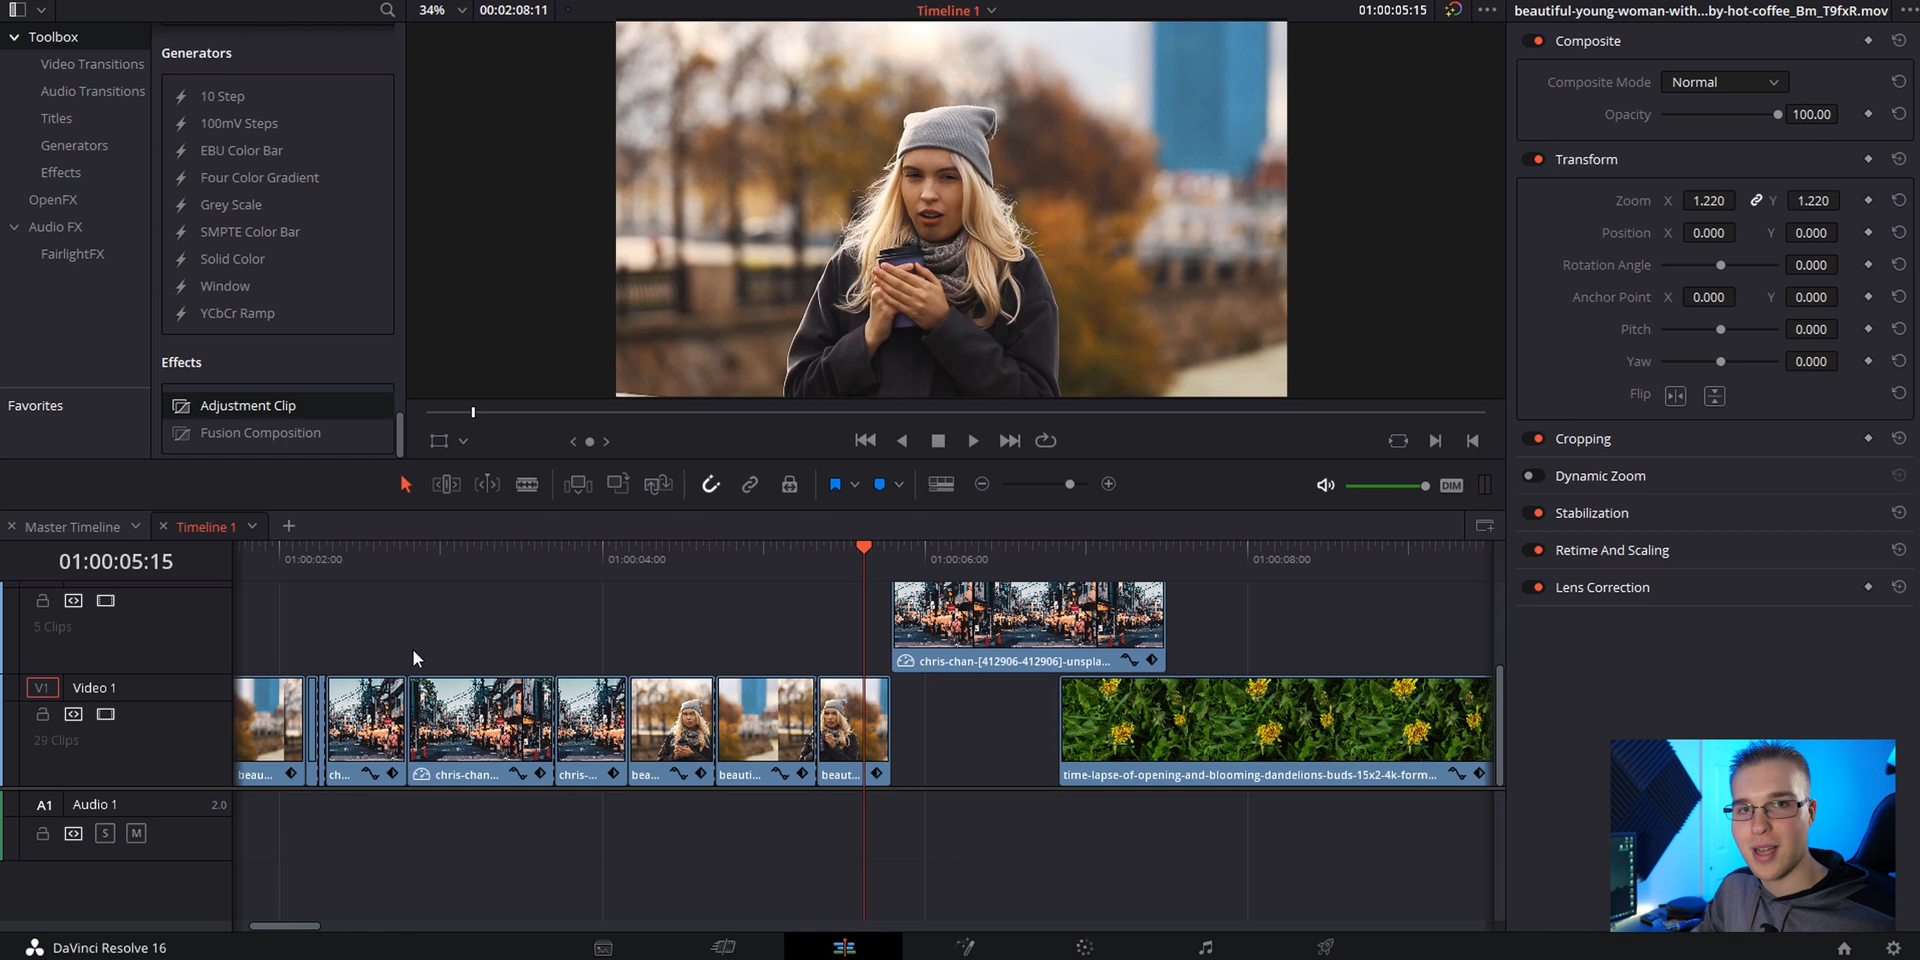 34%
00:02:08:11
Timeline 1
01:00:05:15
beautiful-young-woman-with...by-hot-coffee_Bm_T9fxR.mov
Toolbox
Video Transitions
Audio Transitions
Titles
Generators
Effects
OpenFX
Audio FX
FairlightFX
Favorites
Generators
10 Step
100mV Steps
EBU Color Bar
Four Color Gradient
Grey Scale
SMPTE Color Bar
Solid Color
Window
YCbCr Ramp
Effects
Adjustment Clip
Fusion Composition
Composite
Composite Mode Normal
Opacity 100.00
Transform
Zoom X 1.220 Y 1.220
Position X 0.000 Y 0.000
Rotation Angle 0.000
Anchor Point X 0.000 Y 0.000
Pitch 0.000
Yaw 0.000
Flip
Cropping
Dynamic Zoom
Stabilization
Retime And Scaling
Lens Correction
DIM
Master Timeline
Timeline 1
01:00:05:15
01:00:02:00
01:00:04:00
01:00:06:00
01:00:08:00
5 Clips
chris-chan-[412906-412906]-unspla...
V1 Video 1
29 Clips
beau...
ch...
chris-chan...
chris-...
bea...
beauti...
beaut...
time-lapse-of-opening-and-blooming-dandelions-buds-15x2-4k-form...
A1 Audio 1 2.0
S M
DaVinci Resolve 16